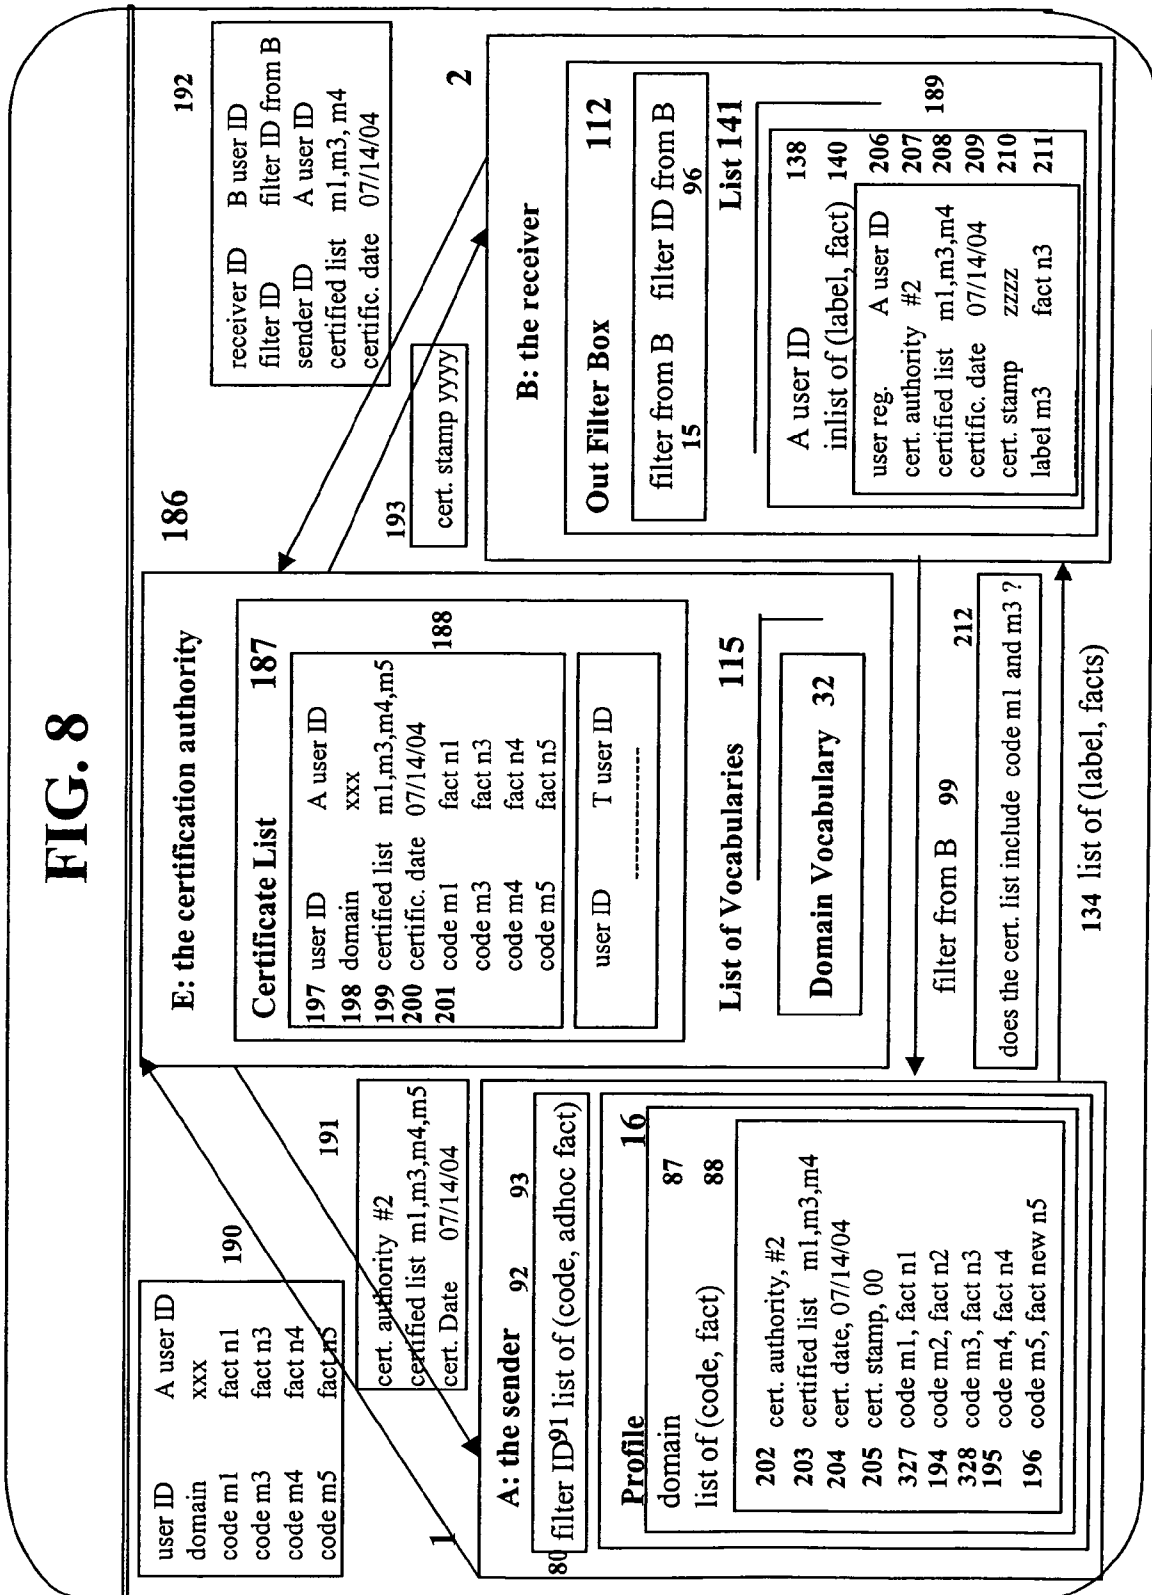 FIG. 8
user ID A user ID
domain xxx
code m1 fact n1
code m3 fact n3
code m4 fact n4
code m5 fact n5
190
cert. authority #2
certified list m1,m3,m4,m5
cert. Date 07/14/04
191
1
A: the sender 92 93
80 filter ID 91 list of (code, adhoc fact)
Profile 16
domain 87
list of (code, fact) 88
202 cert. authority, #2
203 certified list m1,m3,m4
204 cert. date, 07/14/04
205 cert. stamp, 00
327 code m1, fact n1
194 code m2, fact n2
328 code m3, fact n3
195 code m4, fact n4
196 code m5, fact new n5
186
E: the certification authority
Certificate List 187
197 user ID A user ID
198 domain xxx
199 certified list m1,m3,m4,m5
200 certific. date 07/14/04
201 code m1 fact n1
code m3 fact n3
code m4 fact n4
code m5 fact n5
188
user ID T user ID
--------------
List of Vocabularies 115
Domain Vocabulary 32
filter from B 99
212
does the cert. list include code m1 and m3 ?
134 list of (label, facts)
192
receiver ID B user ID
filter ID filter ID from B
sender ID A user ID
certified list m1,m3, m4
certific. date 07/14/04
193
cert. stamp yyyy
2
B: the receiver
Out Filter Box 112
filter from B filter ID from B
15 96
List 141
A user ID 138
inlist of (label, fact) 140
189
user reg. A user ID 206
cert. authority #2 207
certified list m1,m3,m4 208
certific. date 07/14/04 209
cert. stamp zzzz 210
label m3 fact n3 211